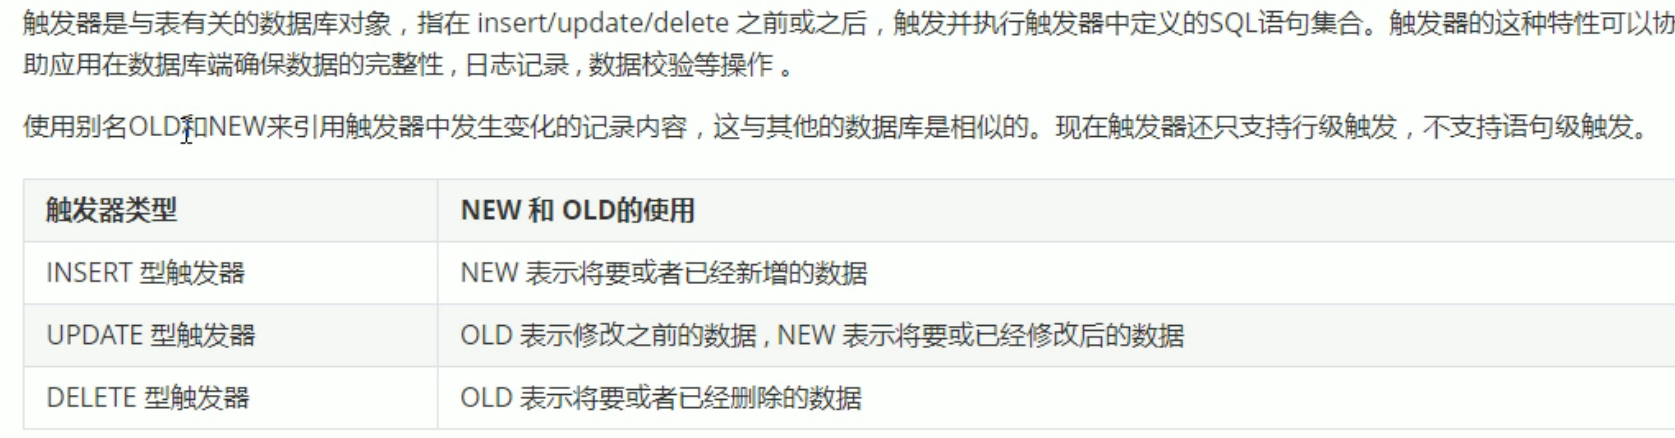 触发器是与表有关的数据库对象，指在 insert/update/delete 之前或之后，触发并执行触发器中定义的SQL语句集合。触发器的这种特性可以协
助应用在数据库端确保数据的完整性 , 日志记录 , 数据校验等操作 。
使用别名OLD和NEW来引用触发器中发生变化的记录内容，这与其他的数据库是相似的。现在触发器还只支持行级触发，不支持语句级触发。
触发器类型 NEW 和 OLD的使用
INSERT 型触发器 NEW 表示将要或者已经新增的数据
UPDATE 型触发器 OLD 表示修改之前的数据 , NEW 表示将要或已经修改后的数据
DELETE 型触发器 OLD 表示将要或者已经删除的数据